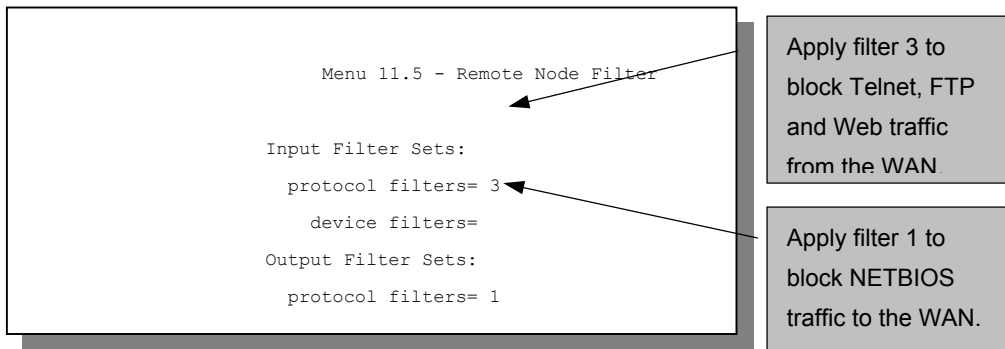 Menu 11.5 - Remote Node Filter
Input Filter Sets:
protocol filters= 3
device filters=
Output Filter Sets:
protocol filters= 1
Apply filter 3 to
block Telnet, FTP
and Web traffic
from the WAN.
Apply filter 1 to
block NETBIOS
traffic to the WAN.